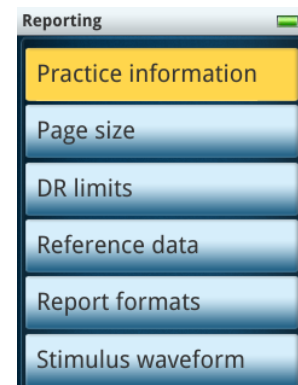 Reporting
Practice information
Page size
DR limits
Reference data
Report formats
Stimulus waveform